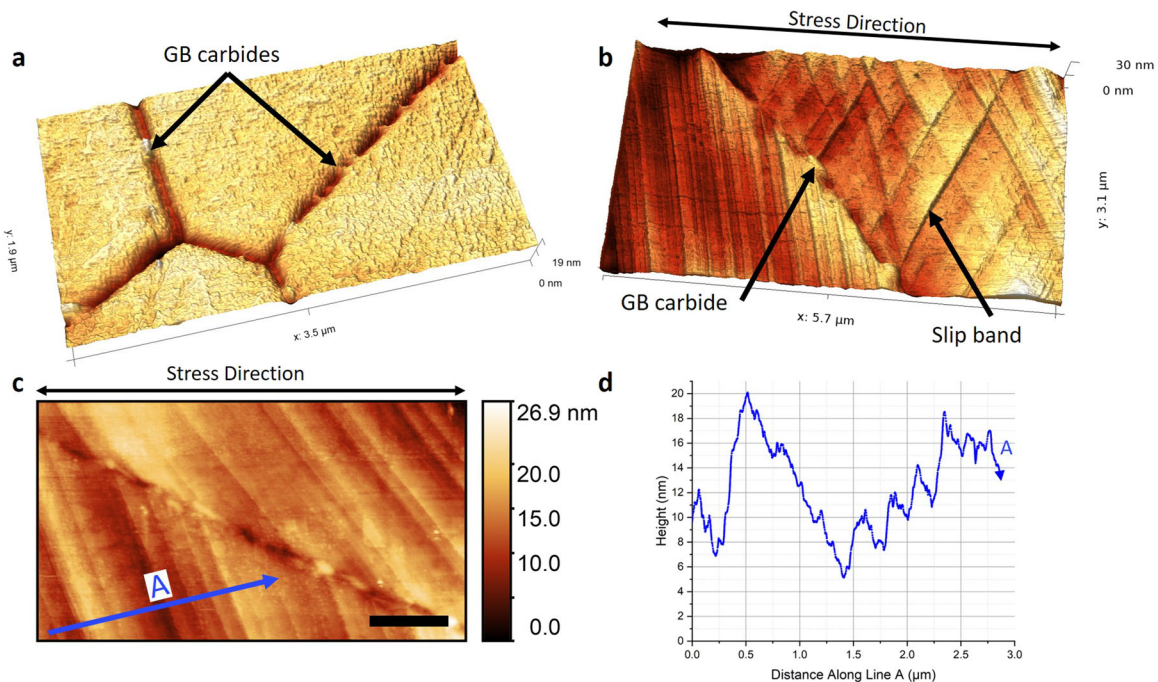 a
GB carbides
y: 1.9 µm
x: 3.5 µm
19 nm
0 nm
b
Stress Direction
30 nm
0 nm
y: 3.1 µm
x: 5.7 µm
GB carbide
Slip band
c
Stress Direction
A
26.9 nm
20.0
15.0
10.0
0.0
d
Height (nm)
20
18
16
14
12
10
8
6
4
2
0
A
0.0 0.5 1.0 1.5 2.0 2.5 3.0
Distance Along Line A (µm)